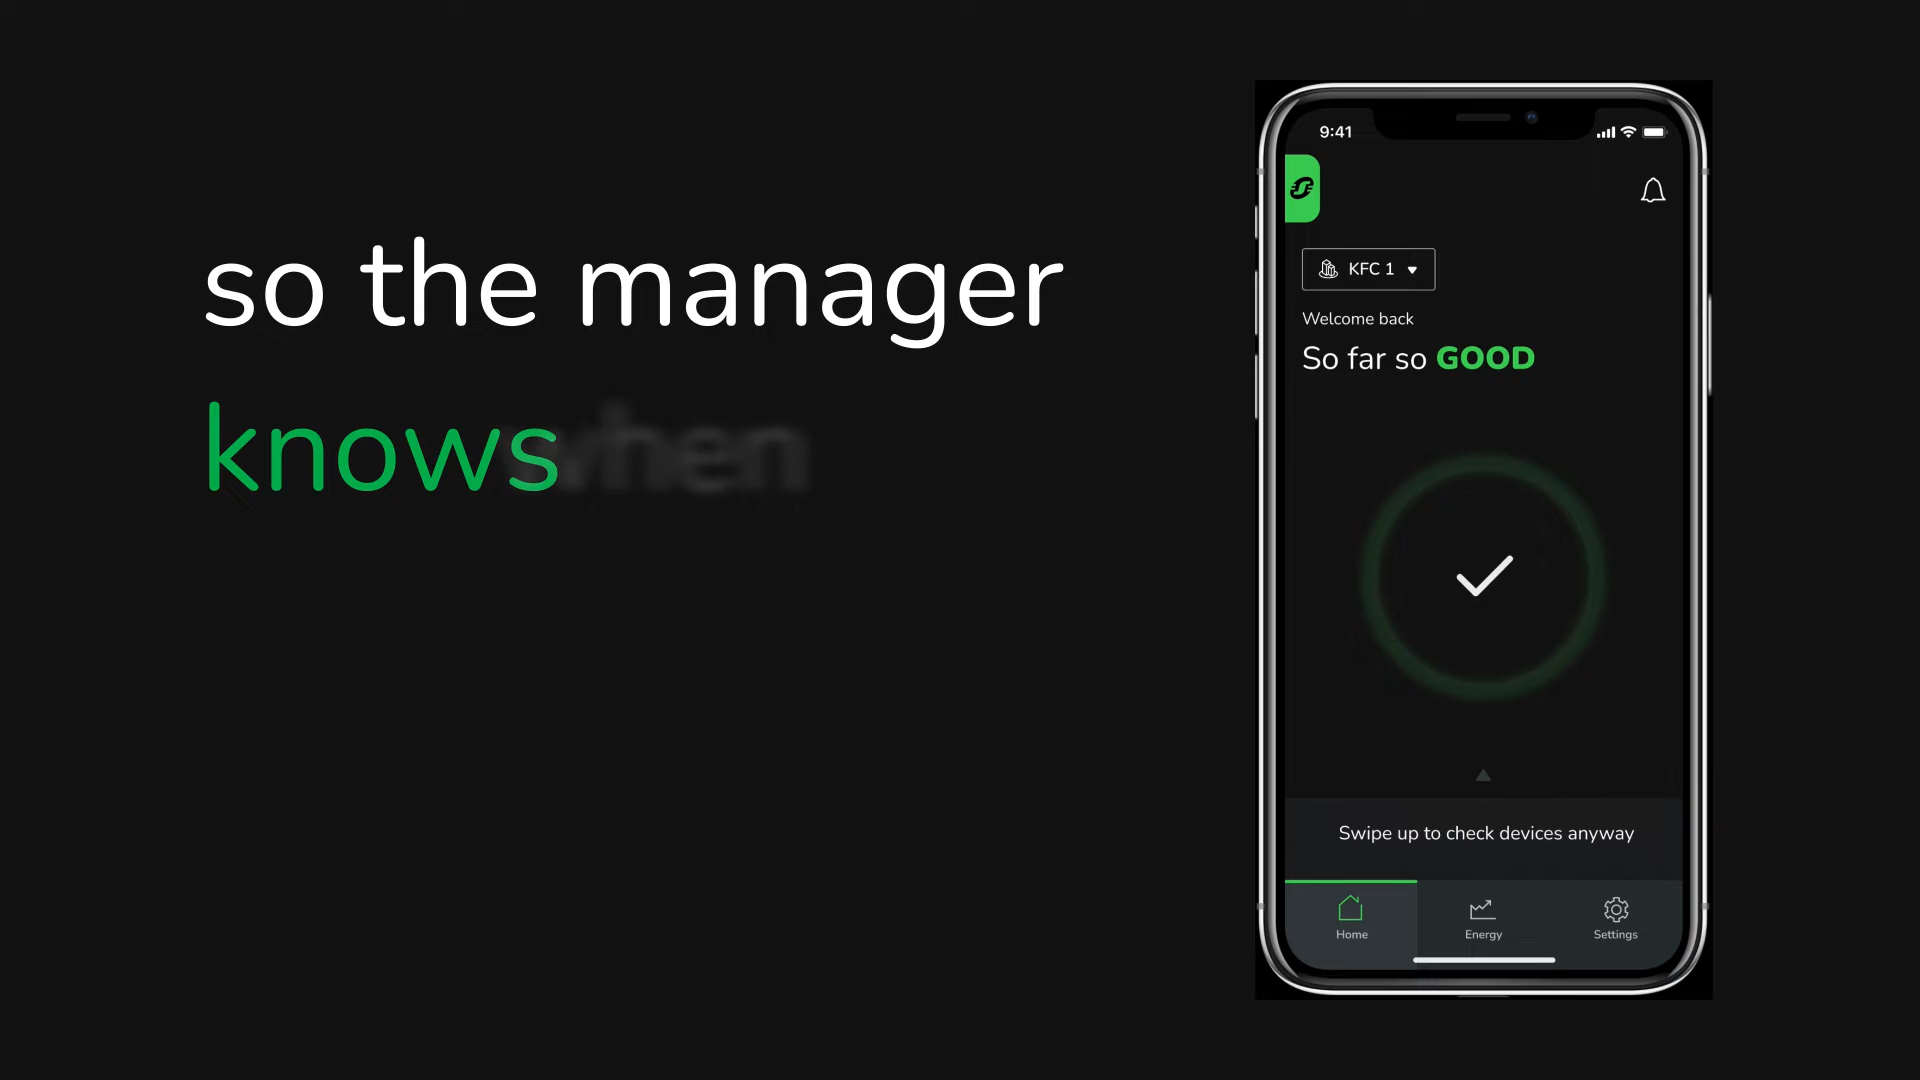 so the manager
knows when
9:41
KFC 1
Welcome back
So far so GOOD
Swipe up to check devices anyway
Home
Energy
Settings